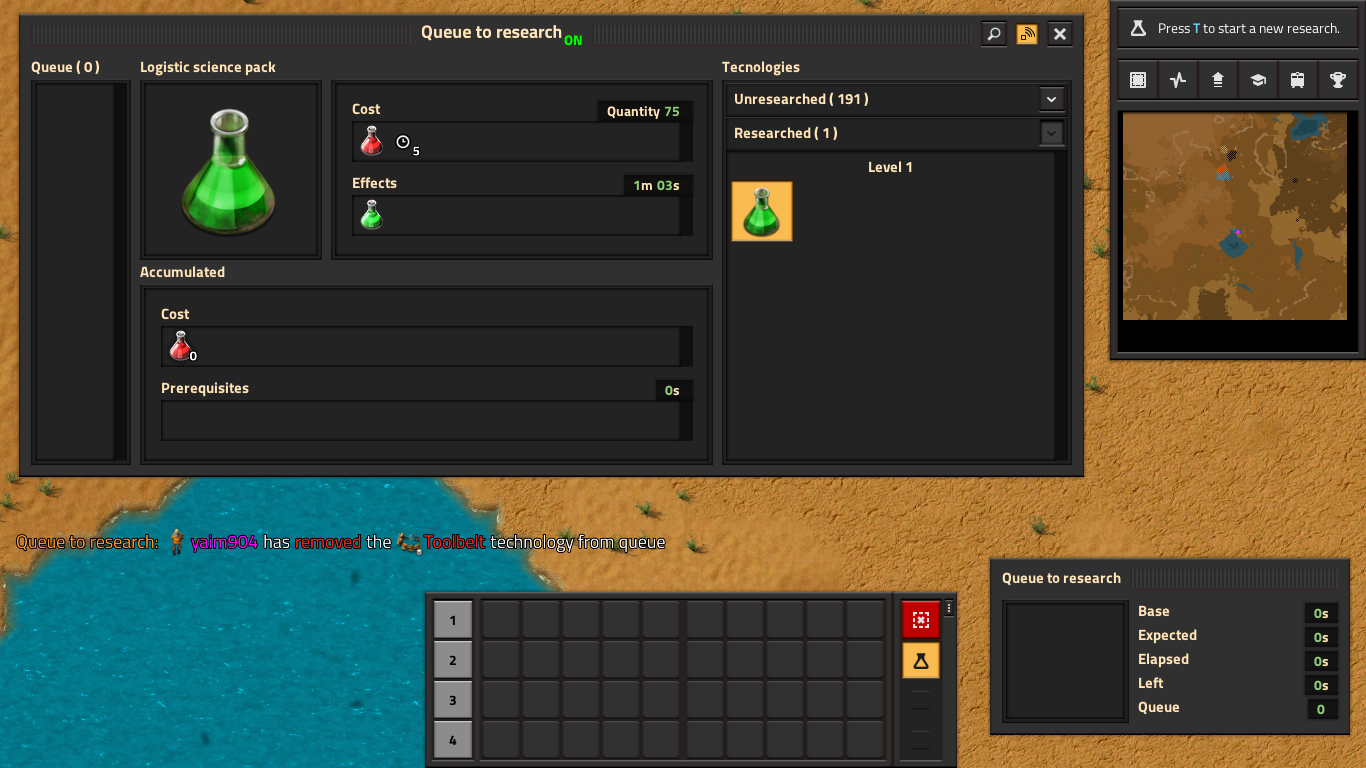 Queue to research ON
Queue ( 0 )
Logistic science pack
Cost
Quantity 75
5
Effects
1m 03s
Accumulated
Cost
0
Prerequisites
0s
Tecnologies
Unresearched ( 191 )
Researched ( 1 )
Level 1
Press T to start a new research.
Queue to research: yaim904 has removed the Toolbelt technology from queue
1
2
3
4
Queue to research
Base 0s
Expected 0s
Elapsed 0s
Left 0s
Queue 0